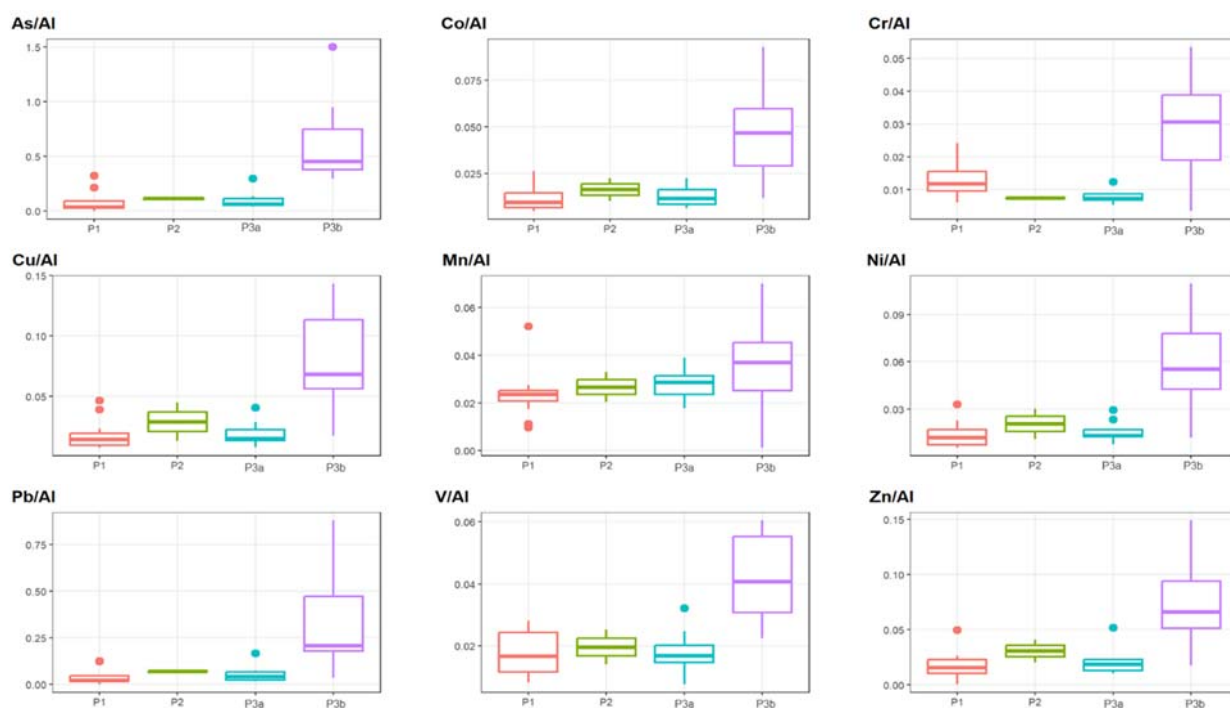 As/Al
1.5
1.0
0.5
0.0
P1 P2 P3a P3b
Co/Al
0.075
0.050
0.025
P1 P2 P3a P3b
Cr/Al
0.05
0.04
0.03
0.02
0.01
P1 P2 P3a P3b
Cu/Al
0.15
0.10
0.05
P1 P2 P3a P3b
Mn/Al
0.06
0.04
0.02
0.00
P1 P2 P3a P3b
Ni/Al
0.09
0.06
0.03
P1 P2 P3a P3b
Pb/Al
0.75
0.50
0.25
0.00
P1 P2 P3a P3b
V/Al
0.06
0.04
0.02
P1 P2 P3a P3b
Zn/Al
0.15
0.10
0.05
0.00
P1 P2 P3a P3b